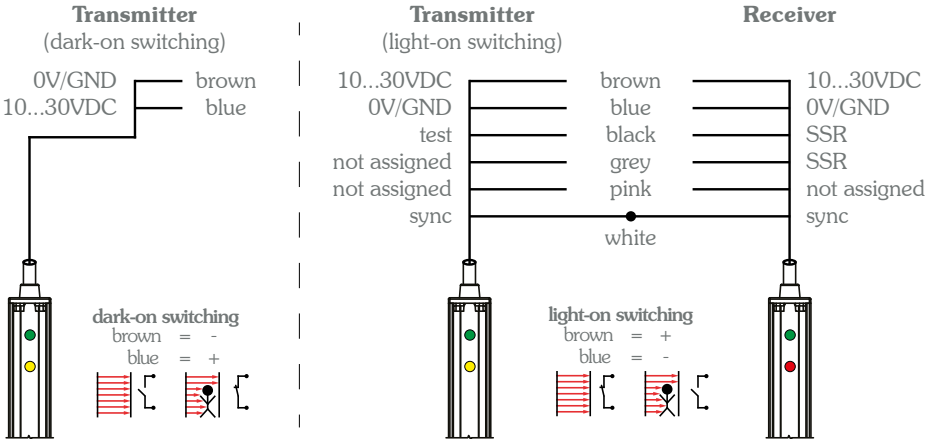 Transmitter
(dark-on switching)
0V/GND brown
10...30VDC blue
dark-on switching
brown = -
blue = +
Transmitter
(light-on switching)
Receiver
10...30VDC brown 10...30VDC
0V/GND blue 0V/GND
test black SSR
not assigned grey SSR
not assigned pink not assigned
sync sync
white
light-on switching
brown = +
blue = -